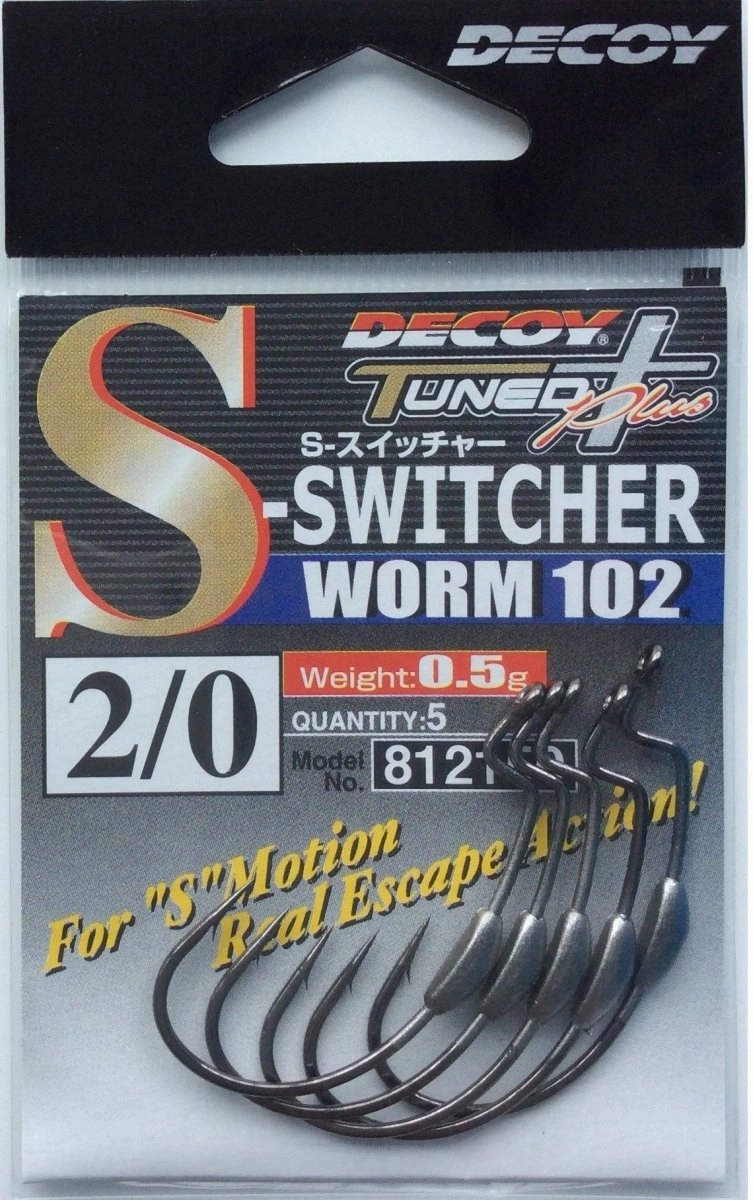 DECOY
DECOY®
TUNED Plus
S-スイッチャー
S-SWITCHER
WORM 102
2/0
Weight:0.5g
QUANTITY:5
Model No.
For "S"Motion
Real Escape Action!